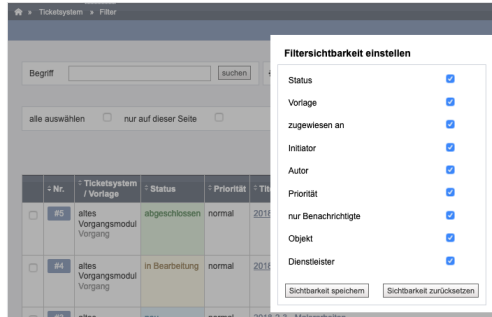 » Ticketsystem » Filter
Filtersichtbarkeit einstellen
Begriff suchen
Status
Vorlage
alle auswählen nur auf dieser Seite
zugewiesen an
Initiator
Autor
Priorität
nur Benachrichtigte
Objekt
Dienstleister
Sichtbarkeit speichern Sichtbarkeit zurücksetzen
Nr. Ticketsystem / Vorlage Status Priorität
#5 altes Vorgangsmodul Vorgang abgeschlossen normal 2018
#4 altes Vorgangsmodul Vorgang in Bearbeitung normal 2018